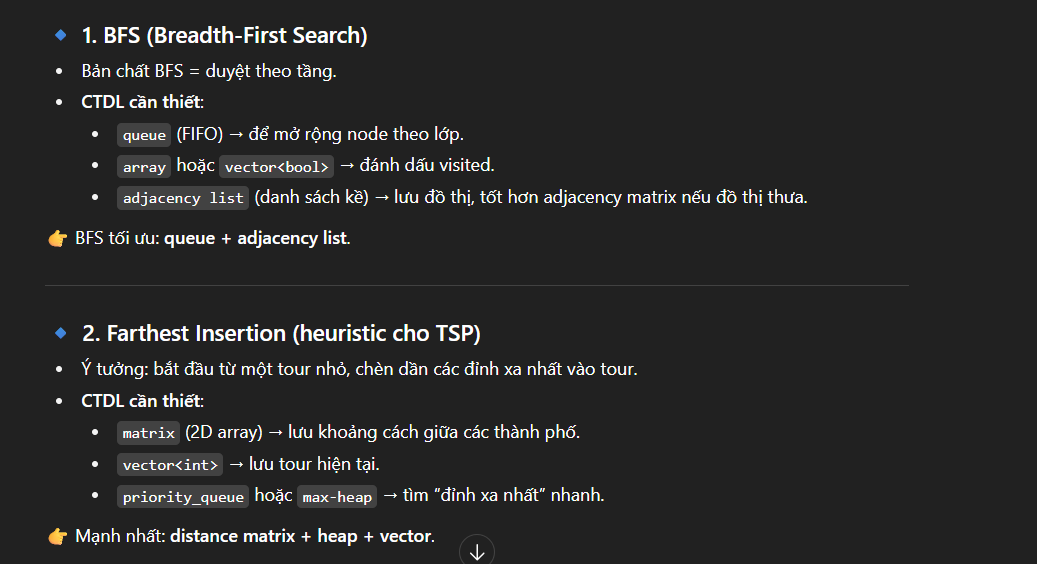 1. BFS (Breadth-First Search)
Bản chất BFS = duyệt theo tầng.
CTDL cần thiết:
queue (FIFO) → để mở rộng node theo lớp.
array hoặc vector<bool> → đánh dấu visited.
adjacency list (danh sách kề) → lưu đồ thị, tốt hơn adjacency matrix nếu đồ thị thưa.
👉 BFS tối ưu: queue + adjacency list.
2. Farthest Insertion (heuristic cho TSP)
Ý tưởng: bắt đầu từ một tour nhỏ, chèn dần các đỉnh xa nhất vào tour.
CTDL cần thiết:
matrix (2D array) → lưu khoảng cách giữa các thành phố.
vector<int> → lưu tour hiện tại.
priority_queue hoặc max-heap → tìm "đỉnh xa nhất" nhanh.
👉 Mạnh nhất: distance matrix + heap + vector.